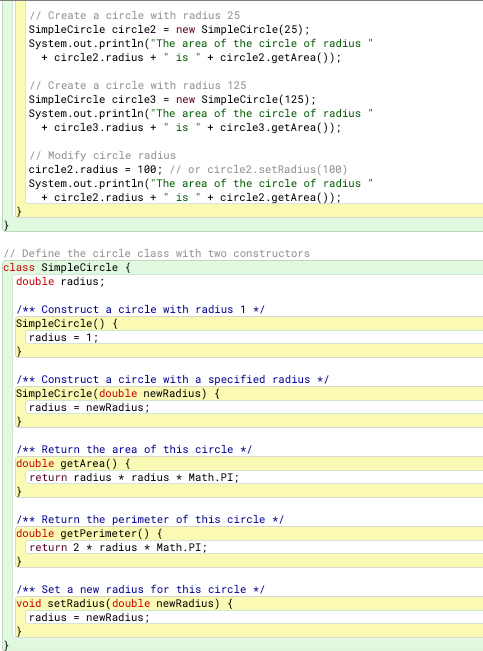 // Create a circle with radius 25
SimpleCircle circle2 = new SimpleCircle(25);
System.out.println("The area of the circle of radius "
+ circle2.radius + " is " + circle2.getArea());
// Create a circle with radius 125
SimpleCircle circle3 = new SimpleCircle(125);
System.out.println("The area of the circle of radius "
+ circle3.radius + " is " + circle3.getArea());
// Modify circle radius
circle2.radius = 100; // or circle2.setRadius(100)
System.out.println("The area of the circle of radius "
+ circle2.radius + " is " + circle2.getArea());
}
}
// Define the circle class with two constructors
class SimpleCircle {
double radius;
/** Construct a circle with radius 1 */
SimpleCircle() {
radius = 1;
}
/** Construct a circle with a specified radius */
SimpleCircle(double newRadius) {
radius = newRadius;
}
/** Return the area of this circle */
double getArea() {
return radius * radius * Math.PI;
}
/** Return the perimeter of this circle */
double getPerimeter() {
return 2 * radius * Math.PI;
}
/** Set a new radius for this circle */
void setRadius(double newRadius) {
radius = newRadius;
}
}